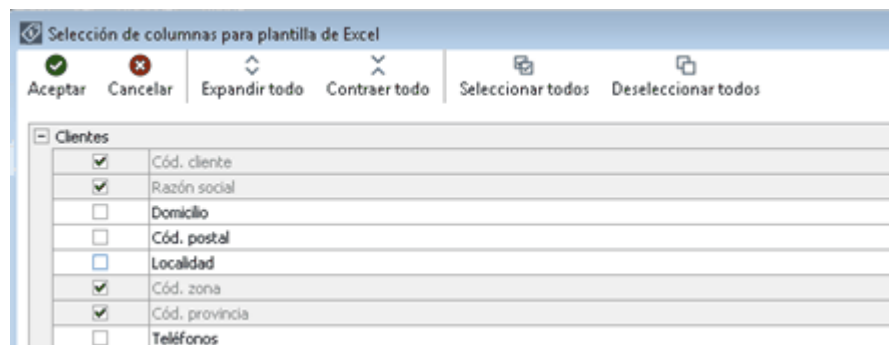 Selección de columnas para plantilla de Excel
Aceptar Cancelar Expandir todo Contraer todo Seleccionar todos Deseleccionar todos
Clientes
Cód. cliente
Razón social
Domicilio
Cód. postal
Localidad
Cód. zona
Cód. provincia
Teléfonos